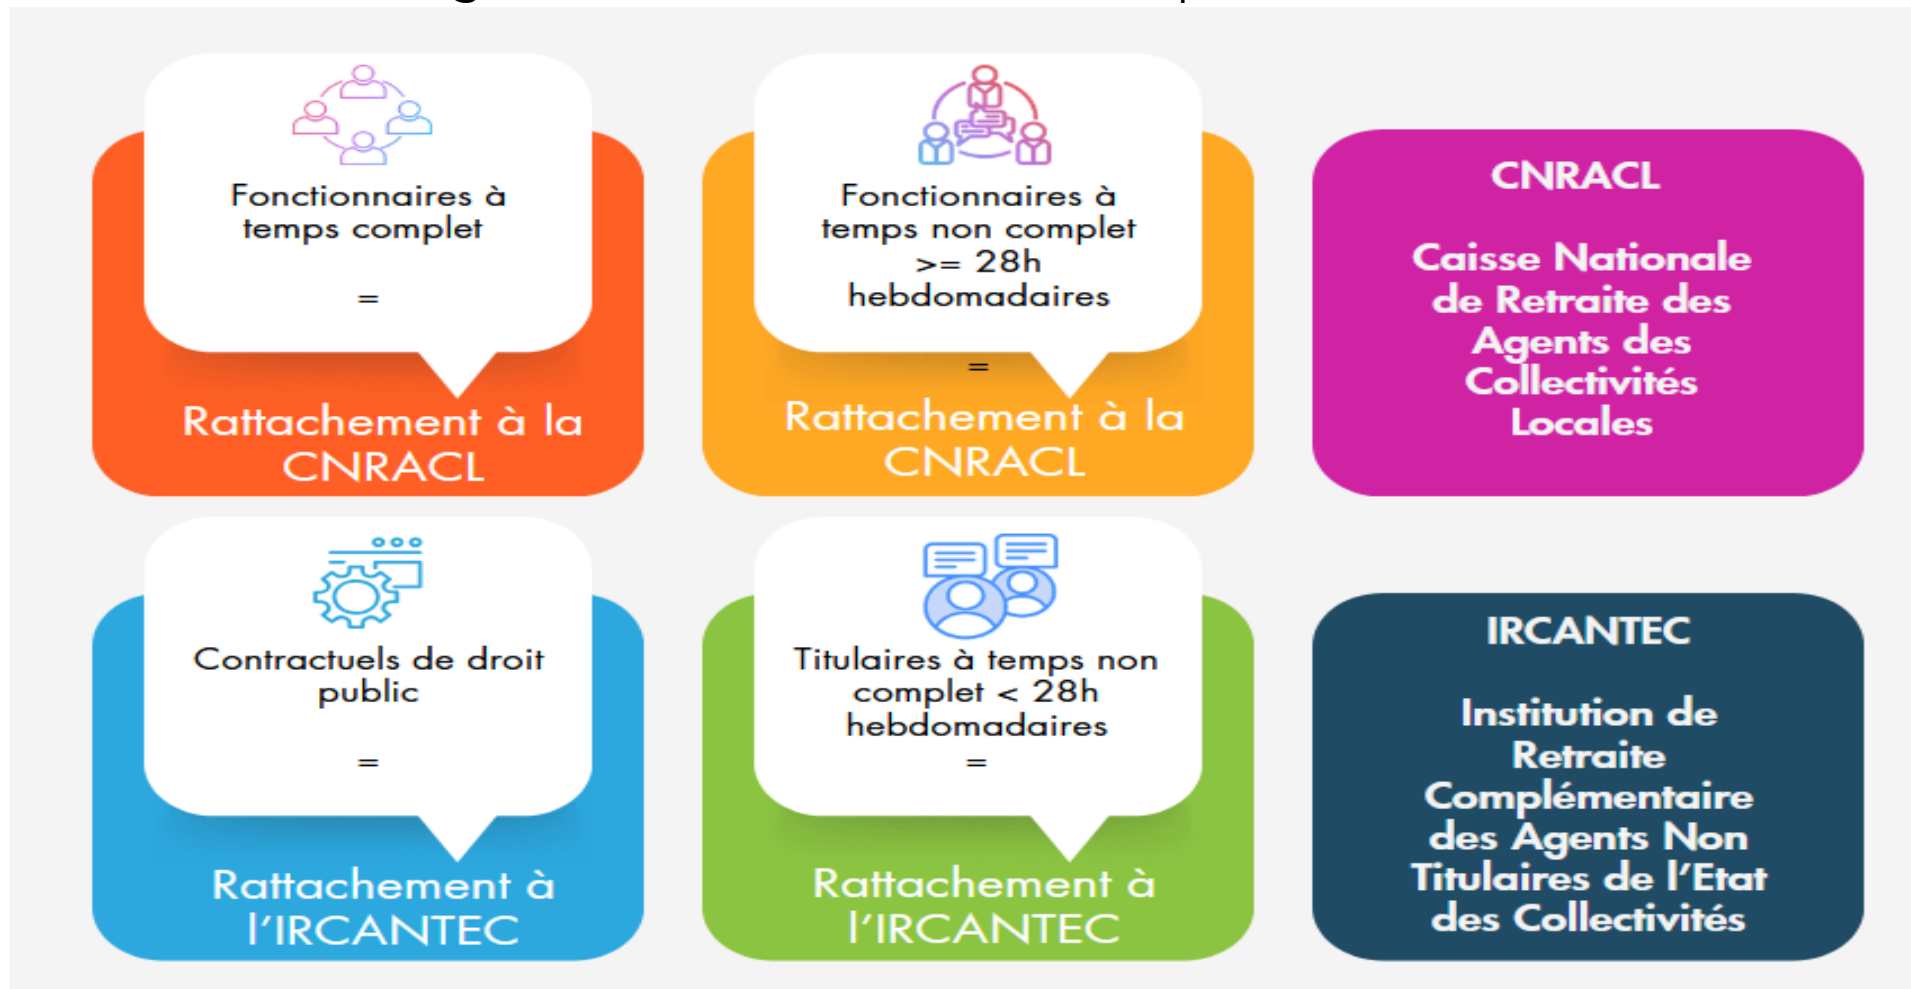 Fonctionnaires à
temps complet
=
Rattachement à la
CNRACL
Fonctionnaires à
temps non complet
>= 28h
hebdomadaires
=
Rattachement à la
CNRACL
CNRACL
Caisse Nationale
de Retraite des
Agents des
Collectivités
Locales
Contractuels de droit
public
=
Rattachement à
l’IRCANTEC
Titulaires à temps non
complet < 28h
hebdomadaires
=
Rattachement à
l’IRCANTEC
IRCANTEC
Institution de
Retraite
Complémentaire
des Agents Non
Titulaires de l’Etat
des Collectivités